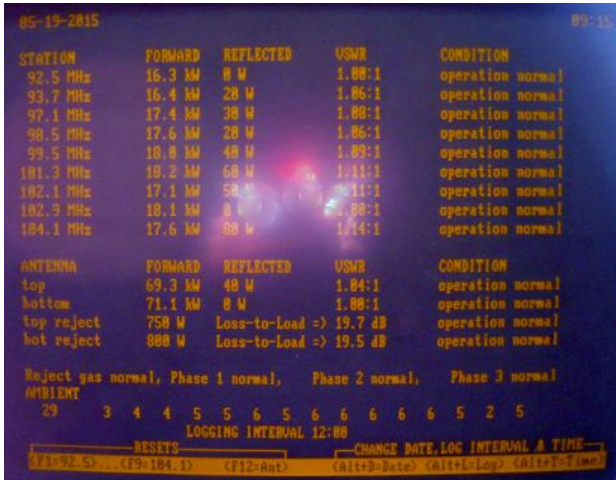 05-19-2015 09:15
STATION FORWARD REFLECTED VSWR CONDITION
92.5 MHz 16.3 kW 0 W 1.00:1 operation normal
93.7 MHz 16.4 kW 20 W 1.06:1 operation normal
97.1 MHz 17.4 kW 30 W 1.08:1 operation normal
98.5 MHz 17.6 kW 20 W 1.06:1 operation normal
99.5 MHz 18.0 kW 40 W 1.09:1 operation normal
101.3 MHz 18.2 kW 60 W 1.11:1 operation normal
102.1 MHz 17.1 kW 50 W 1.11:1 operation normal
102.9 MHz 18.1 kW 0 W 1.00:1 operation normal
104.1 MHz 17.6 kW 80 W 1.14:1 operation normal
ANTENNA FORWARD REFLECTED VSWR CONDITION
top 69.3 kW 40 W 1.04:1 operation normal
bottom 71.1 kW 0 W 1.00:1 operation normal
top reject 750 W Loss-to-Load => 19.7 dB operation normal
bot reject 800 W Loss-to-Load => 19.5 dB operation normal
Reject gas normal, Phase 1 normal, Phase 2 normal, Phase 3 normal
AMBIENT
29 3 4 4 5 5 6 5 6 6 6 6 6 5 2 5
LOGGING INTERVAL 12:00
RESETS CHANGE DATE,LOG INTERVAL & TIME
(F1=92.5)...(F9=104.1) (F12=Ant) (Alt+D=Date) (Alt+L=Log) (Alt+T=Time)